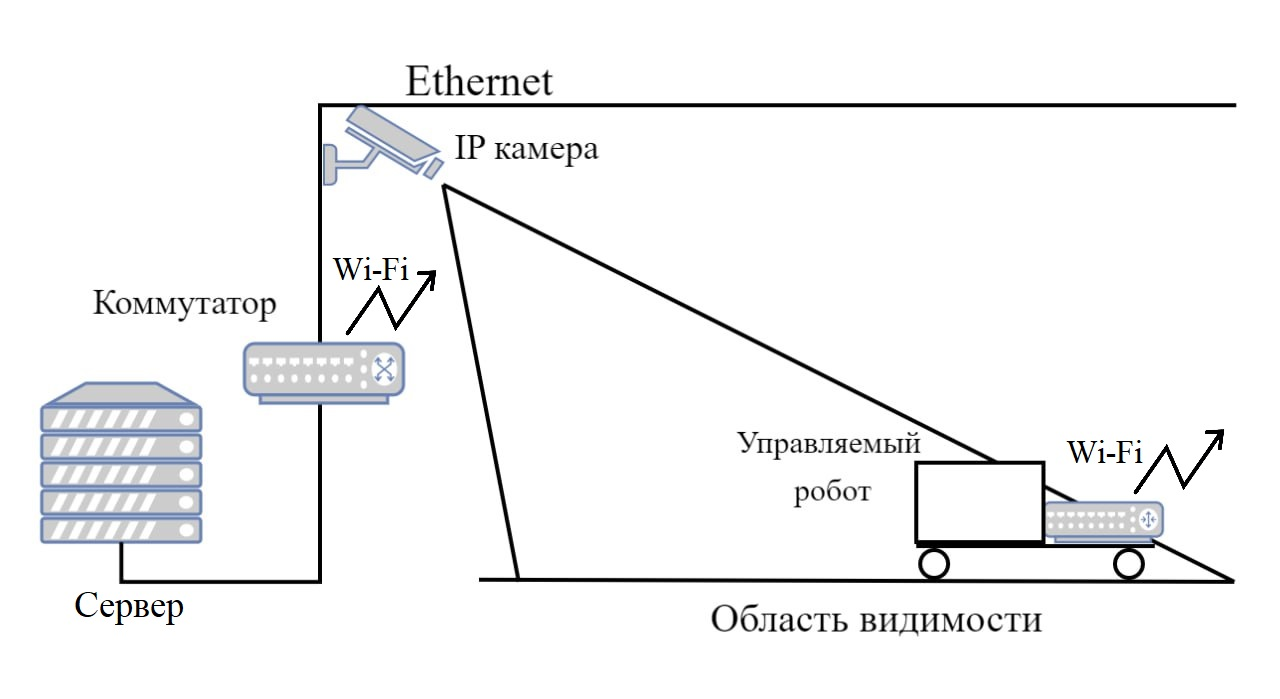 Ethernet
IP камера
Wi-Fi
Коммутатор
Управляемый
робот
Wi-Fi
Сервер
Область видимости